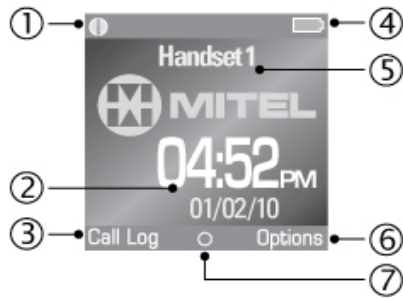 ① ④
Handset 1
⑤
MITEL
② 04:52PM
01/02/10
③ Call Log Options ⑥
⑦